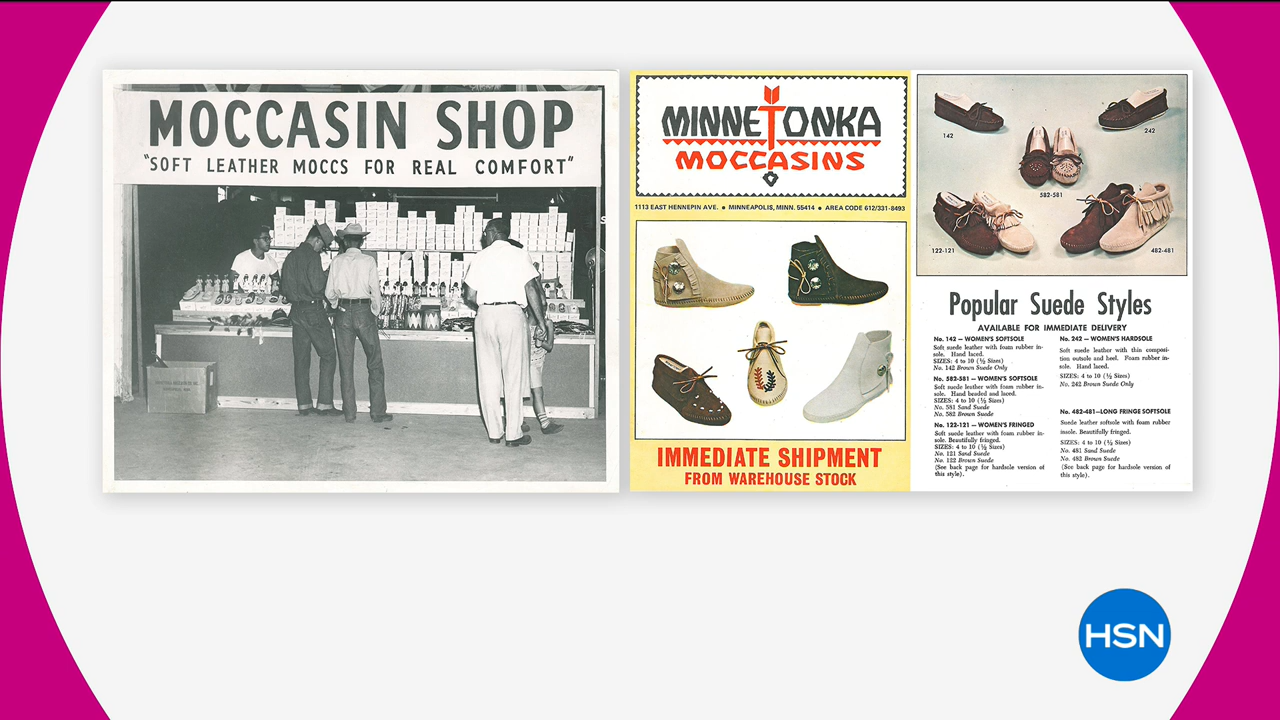 MOCCASIN SHOP
"SOFT LEATHER MOCCS FOR REAL COMFORT"
MINNETONKA
MOCCASINS
1113 EAST HENNEPIN AVE. • MINNEAPOLIS, MINN. 55414 • AREA CODE 612/331-8493
IMMEDIATE SHIPMENT
FROM WAREHOUSE STOCK
142
242
582-581
122-121
482-481
Popular Suede Styles
AVAILABLE FOR IMMEDIATE DELIVERY
No. 142 — WOMEN'S SOFTSOLE
Soft suede leather with foam rubber in-
sole. Hand laced.
SIZES: 4 to 10 (½ Sizes)
No. 142 Brown Suede Only
No. 582-581 — WOMEN'S SOFTSOLE
Soft suede leather with foam rubber in-
sole. Hand beaded and laced.
SIZES: 4 to 10 (½ Sizes)
No. 581 Sand Suede
No. 582 Brown Suede
No. 122-121 — WOMEN'S FRINGED
Soft suede leather with foam rubber in-
sole. Beautifully fringed.
SIZES: 4 to 10 (½ Sizes)
No. 121 Sand Suede
No. 122 Brown Suede
(See back page for hardsole version of
this style).
No. 242 — WOMEN'S HARDSOLE
Soft suede leather with thin composi-
tion outsole and heel. Foam rubber in-
sole. Hand laced.
SIZES: 4 to 10 (½ Sizes)
No. 242 Brown Suede Only
No. 482-481—LONG FRINGE SOFTSOLE
Suede leather softsole with foam rubber
insole. Beautifully fringed.
SIZES: 4 to 10 (½ Sizes)
No. 481 Sand Suede
No. 482 Brown Suede
(See back page for hardsole version of
this style).
HSN